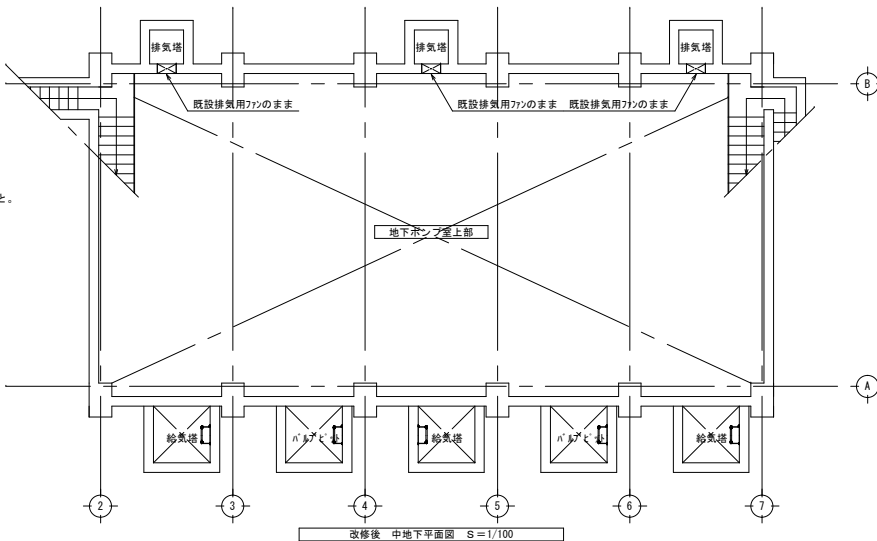 排気塔 排気塔 排気塔
既設排気用ﾌｧﾝのまま 既設排気用ﾌｧﾝのまま 既設排気用ﾌｧﾝのまま
B
と。
地下ポンプ室上部
A
給気塔 ﾊﾞﾙﾌﾞﾋﾟｯﾄ 給気塔 ﾊﾞﾙﾌﾞﾋﾟｯﾄ 給気塔
2 3 4 5 6 7
改修後 中地下平面図 S=1/100